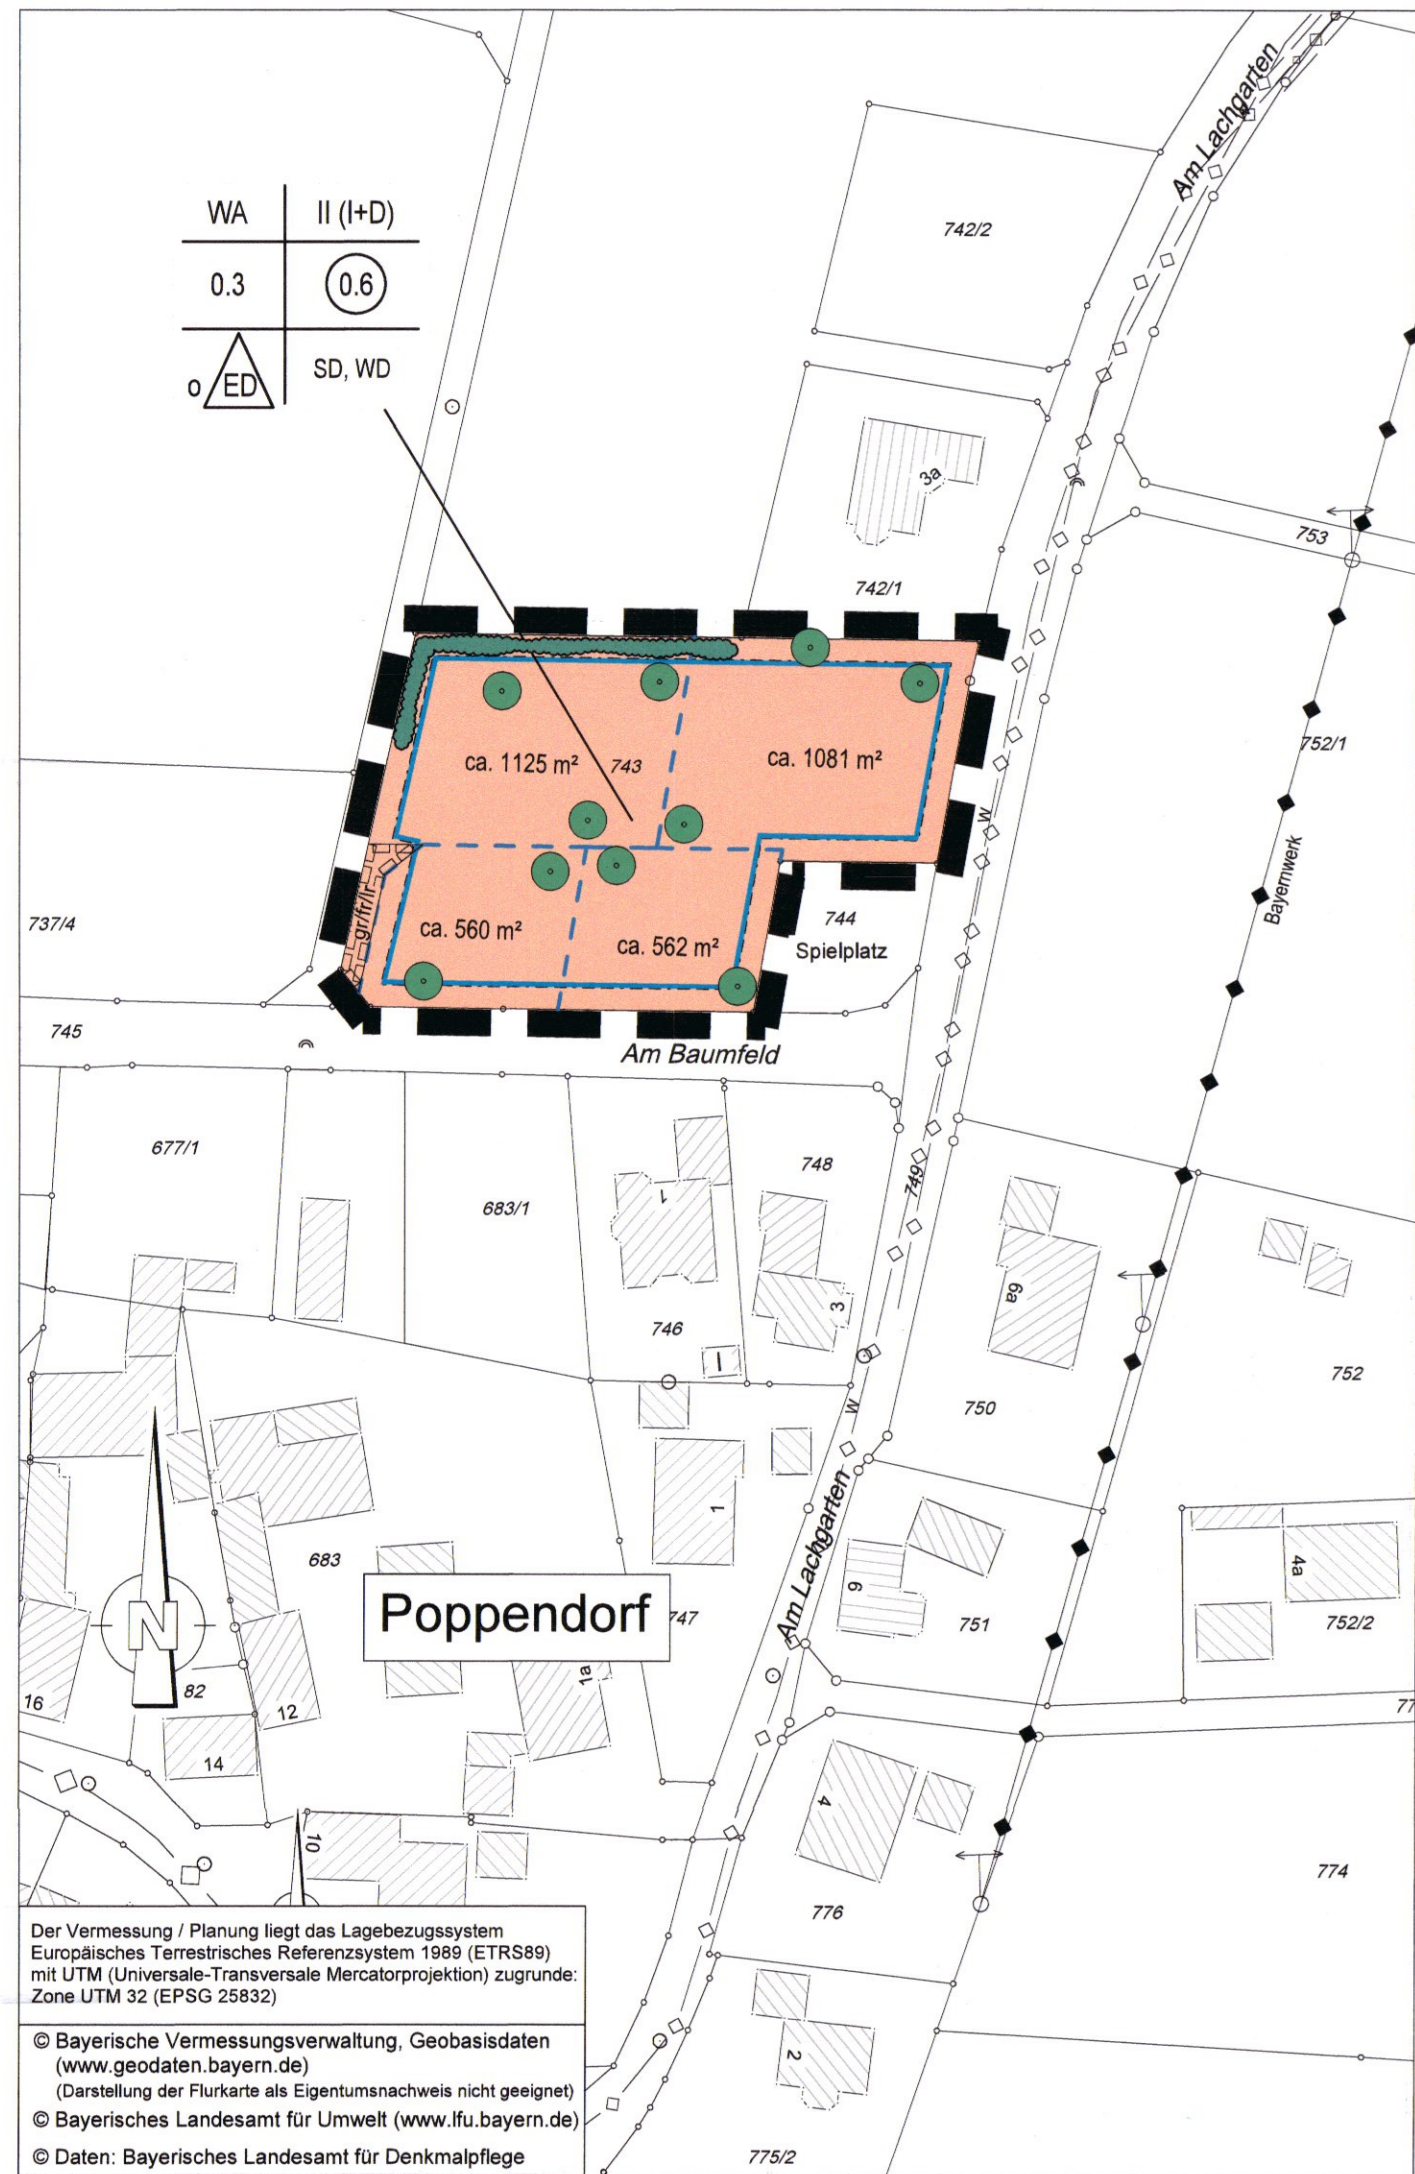 Am Lachgarten
WA
II (I+D)
742/2
0.3
0.6
o
ED
SD, WD
3a
753
742/1
752/1
ca. 1125 m²
743
ca. 1081 m²
W
Bayernwerk
gr/fr/lr
737/4
ca. 560 m²
ca. 562 m²
744
Spielplatz
745
Am Baumfeld
677/1
748
749
683/1
1
6a
3
746
I
752
750
W
1
Am Lachgarten
683
4a
6
Poppendorf
747
751
752/2
N
1a
82
16
12
77
14
4
10
774
776
Der Vermessung / Planung liegt das Lagebezugssystem
Europäisches Terrestrisches Referenzsystem 1989 (ETRS89)
mit UTM (Universale-Transversale Mercatorprojektion) zugrunde:
Zone UTM 32 (EPSG 25832)
© Bayerische Vermessungsverwaltung, Geobasisdaten
(www.geodaten.bayern.de)
(Darstellung der Flurkarte als Eigentumsnachweis nicht geeignet)
2
© Bayerisches Landesamt für Umwelt (www.lfu.bayern.de)
© Daten: Bayerisches Landesamt für Denkmalpflege
775/2